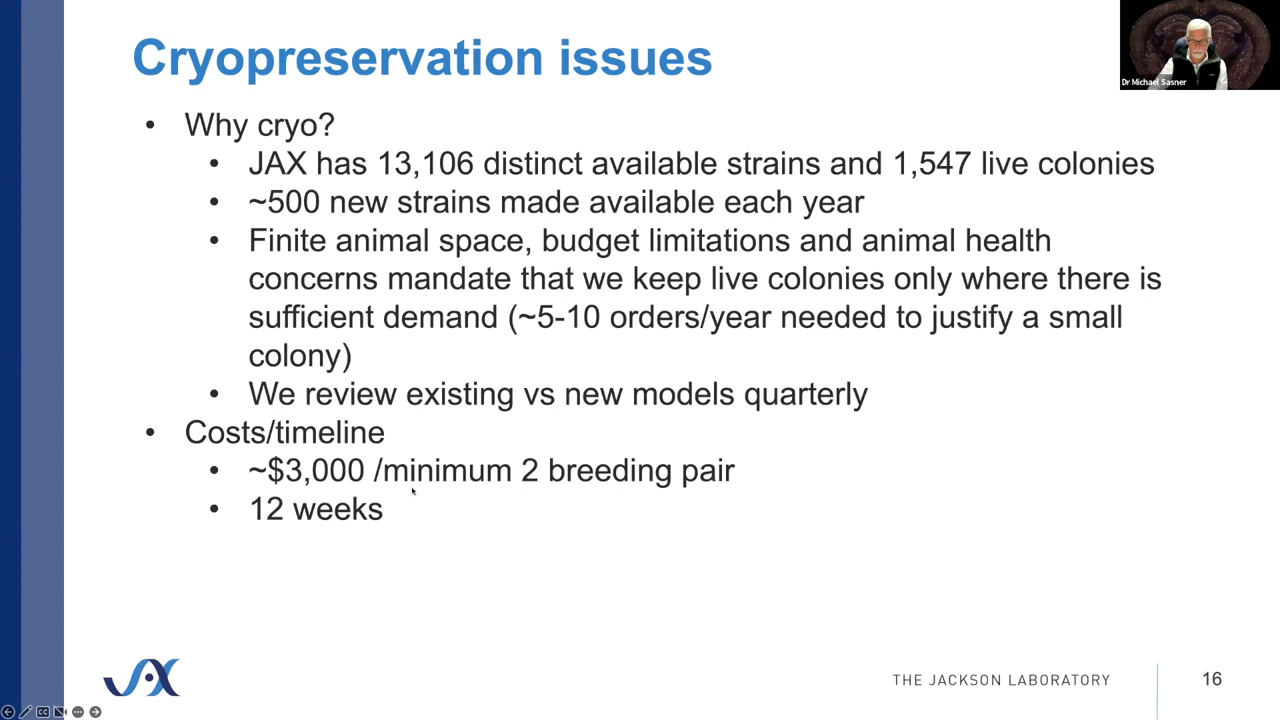 Cryopreservation issues
Dr Michael Sasner
• Why cryo?
• JAX has 13,106 distinct available strains and 1,547 live colonies
• ~500 new strains made available each year
• Finite animal space, budget limitations and animal health
concerns mandate that we keep live colonies only where there is
sufficient demand (~5-10 orders/year needed to justify a small
colony)
• We review existing vs new models quarterly
• Costs/timeline
• ~$3,000 /minimum 2 breeding pair
• 12 weeks
JAX
THE JACKSON LABORATORY
16
CC